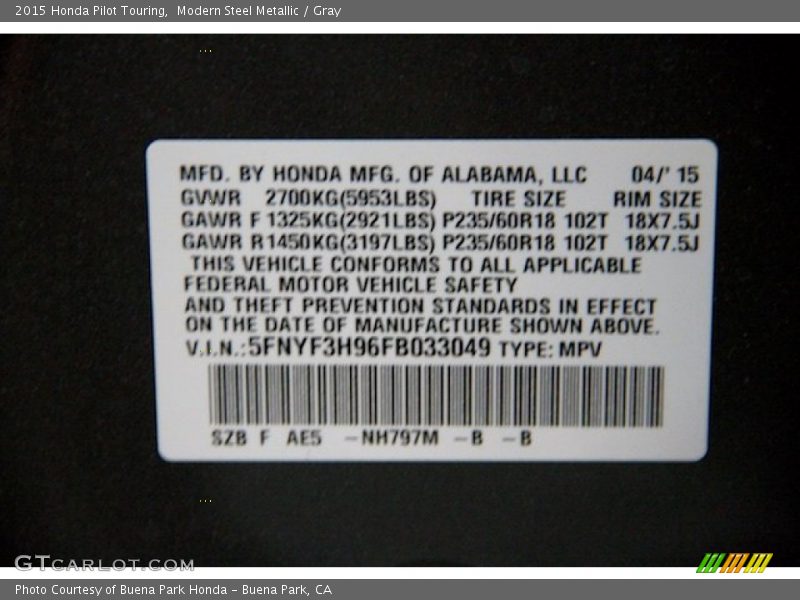 2015 Honda Pilot Touring,  Modern Steel Metallic / Gray
MFD. BY HONDA MFG. OF ALABAMA, LLC 04/' 15
GVWR 2700KG(5953LBS) TIRE SIZE RIM SIZE
GAWR F 1325KG(2921LBS) P235/60R18 102T 18X7.5J
GAWR R 1450KG(3197LBS) P235/60R18 102T 18X7.5J
THIS VEHICLE CONFORMS TO ALL APPLICABLE
FEDERAL MOTOR VEHICLE SAFETY
AND THEFT PREVENTION STANDARDS IN EFFECT
ON THE DATE OF MANUFACTURE SHOWN ABOVE.
V.I.N.:5FNYF3H96FB033049 TYPE: MPV
SZB F AE5 -NH797M -B -B
GTCARLOT.COM
Photo Courtesy of Buena Park Honda - Buena Park, CA